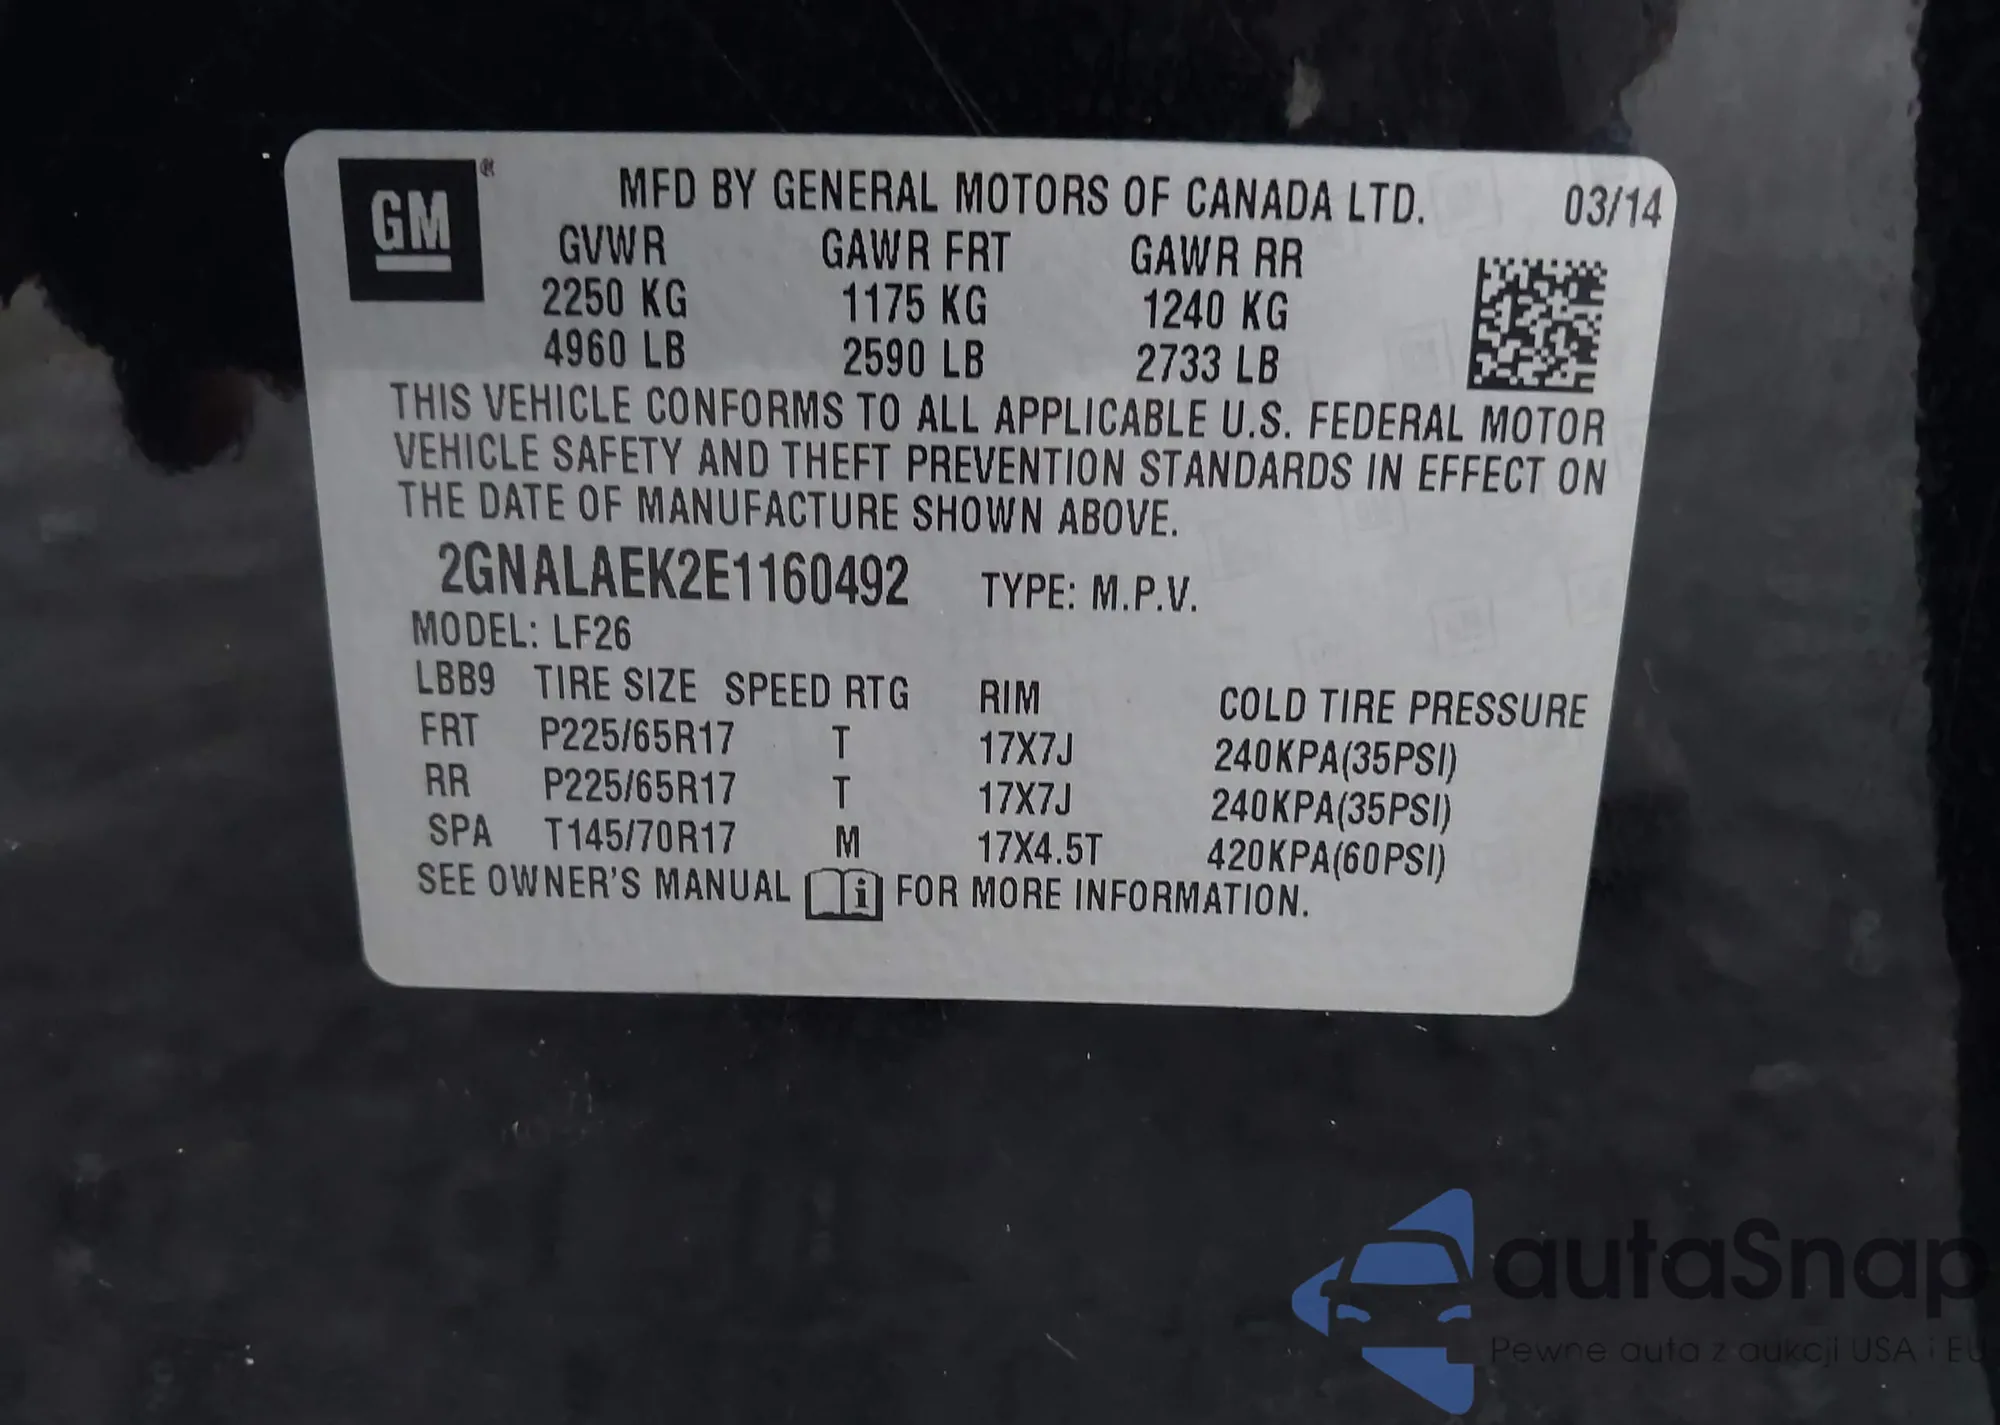 GM®
MFD BY GENERAL MOTORS OF CANADA LTD. 03/14
GVWR GAWR FRT GAWR RR
2250 KG 1175 KG 1240 KG
4960 LB 2590 LB 2733 LB
THIS VEHICLE CONFORMS TO ALL APPLICABLE U.S. FEDERAL MOTOR
VEHICLE SAFETY AND THEFT PREVENTION STANDARDS IN EFFECT ON
THE DATE OF MANUFACTURE SHOWN ABOVE.
2GNALAEK2E1160492 TYPE: M.P.V.
MODEL: LF26
LBB9 TIRE SIZE SPEED RTG RIM COLD TIRE PRESSURE
FRT P225/65R17 T 17X7J 240KPA(35PSI)
RR P225/65R17 T 17X7J 240KPA(35PSI)
SPA T145/70R17 M 17X4.5T 420KPA(60PSI)
SEE OWNER'S MANUAL i FOR MORE INFORMATION.
autaSnap
Pewne auta z aukcji USA i EU